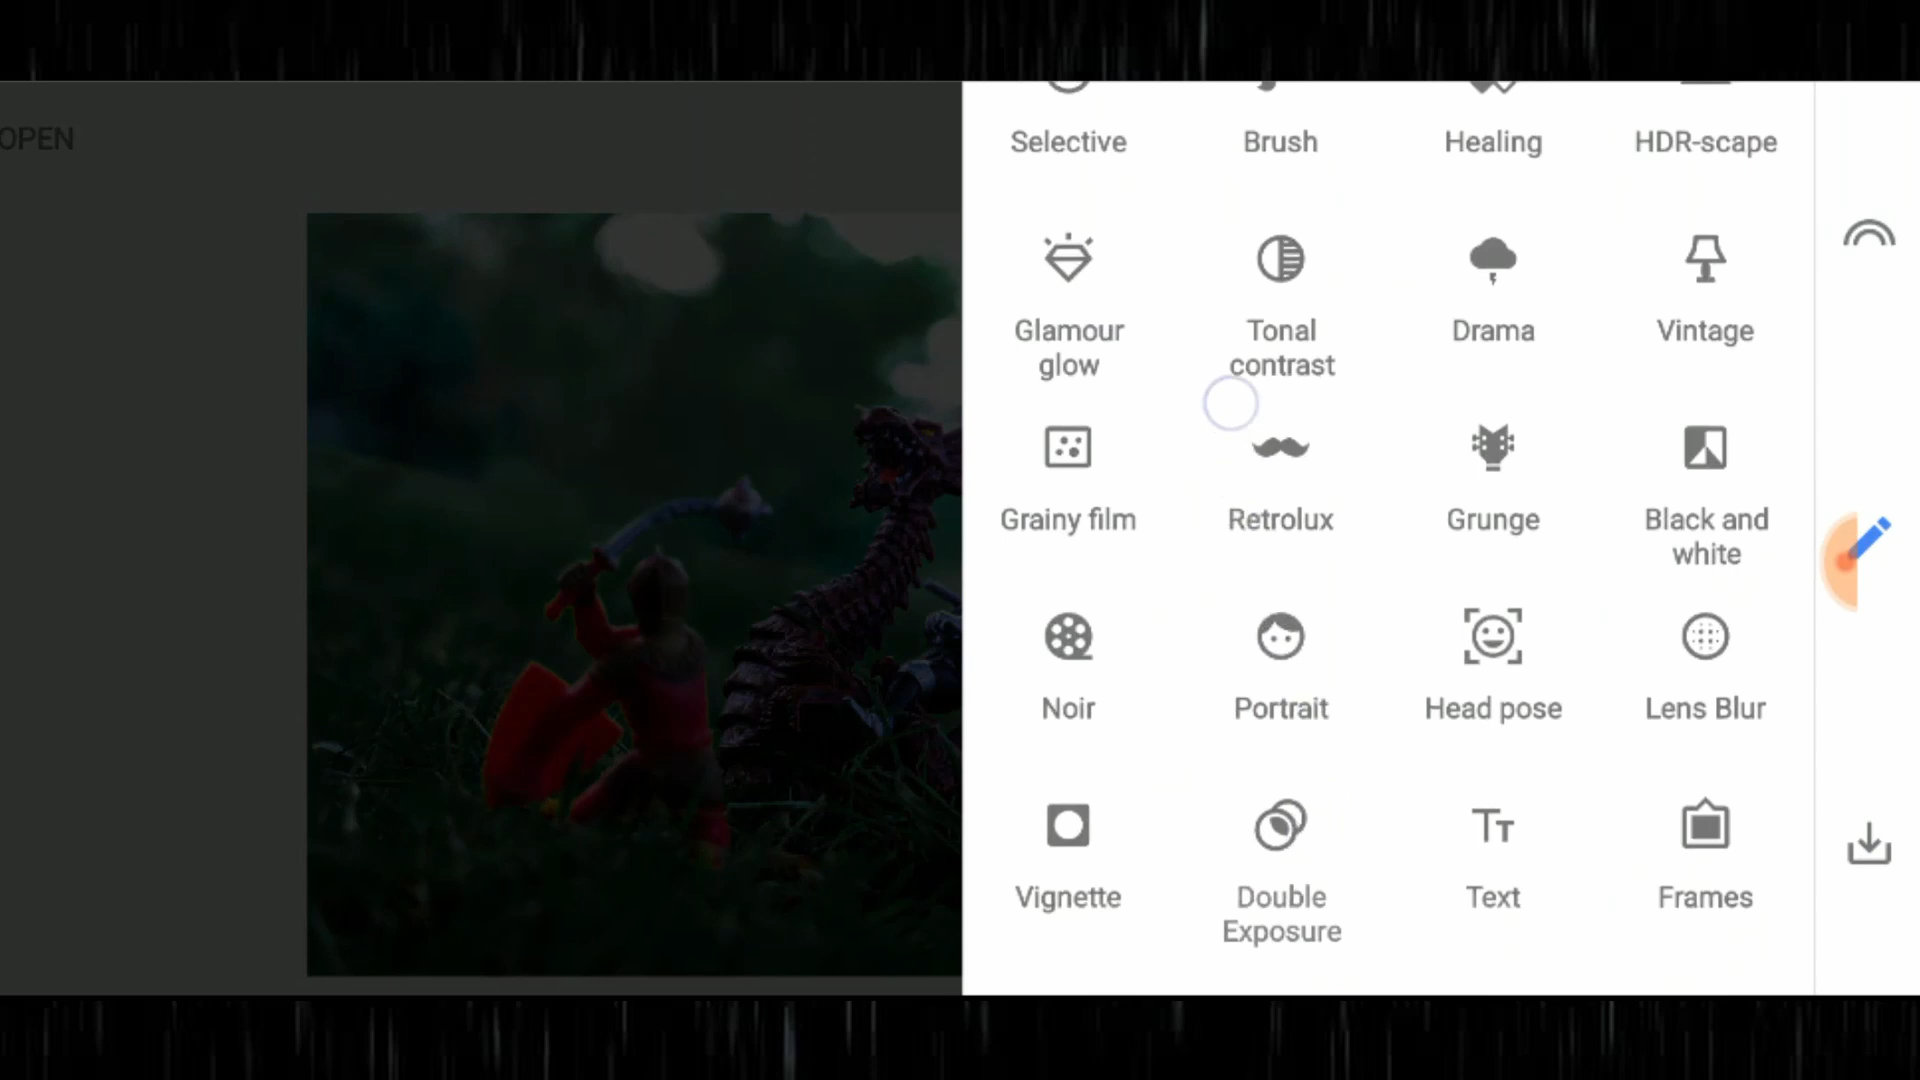 OPEN
Selective
Brush
Healing
HDR-scape
Glamour
glow
Tonal
contrast
Drama
Vintage
Grainy film
Retrolux
Grunge
Black and
white
Noir
Portrait
Head pose
Lens Blur
Vignette
Double
Exposure
Text
Frames